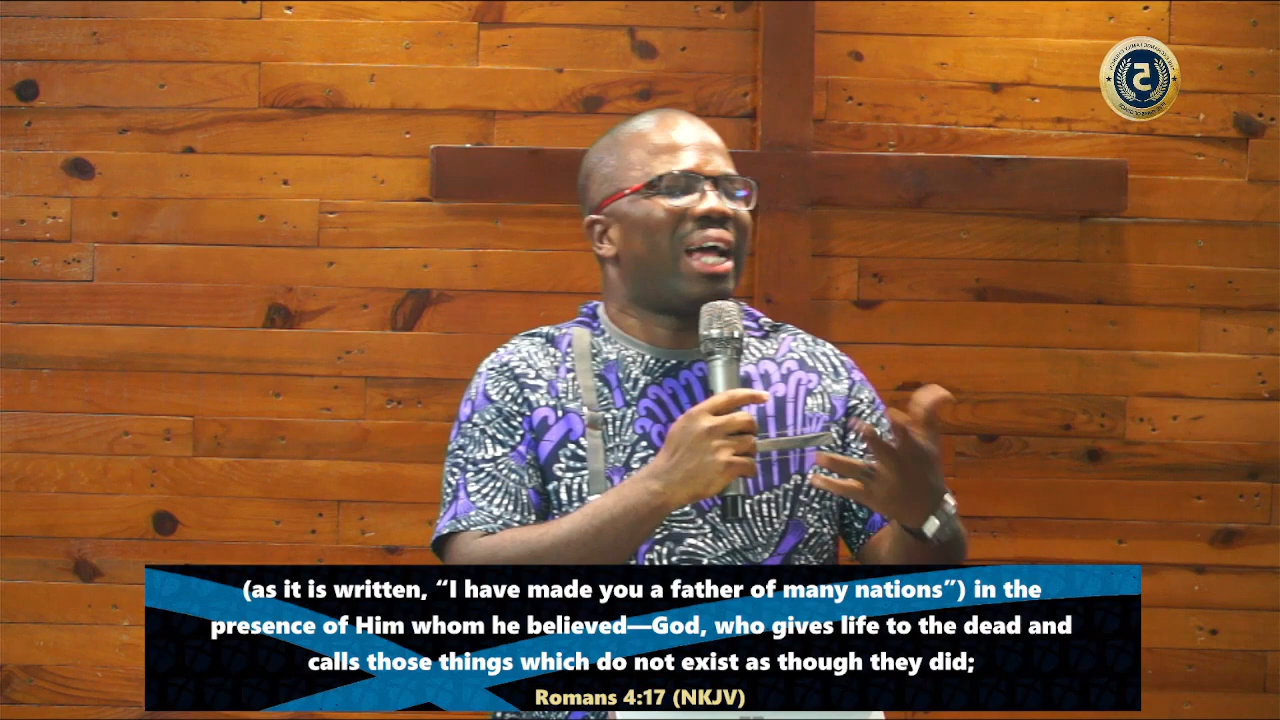 (as it is written, “I have made you a father of many nations”) in the
presence of Him whom he believed—God, who gives life to the dead and
calls those things which do not exist as though they did;
Romans 4:17 (NKJV)